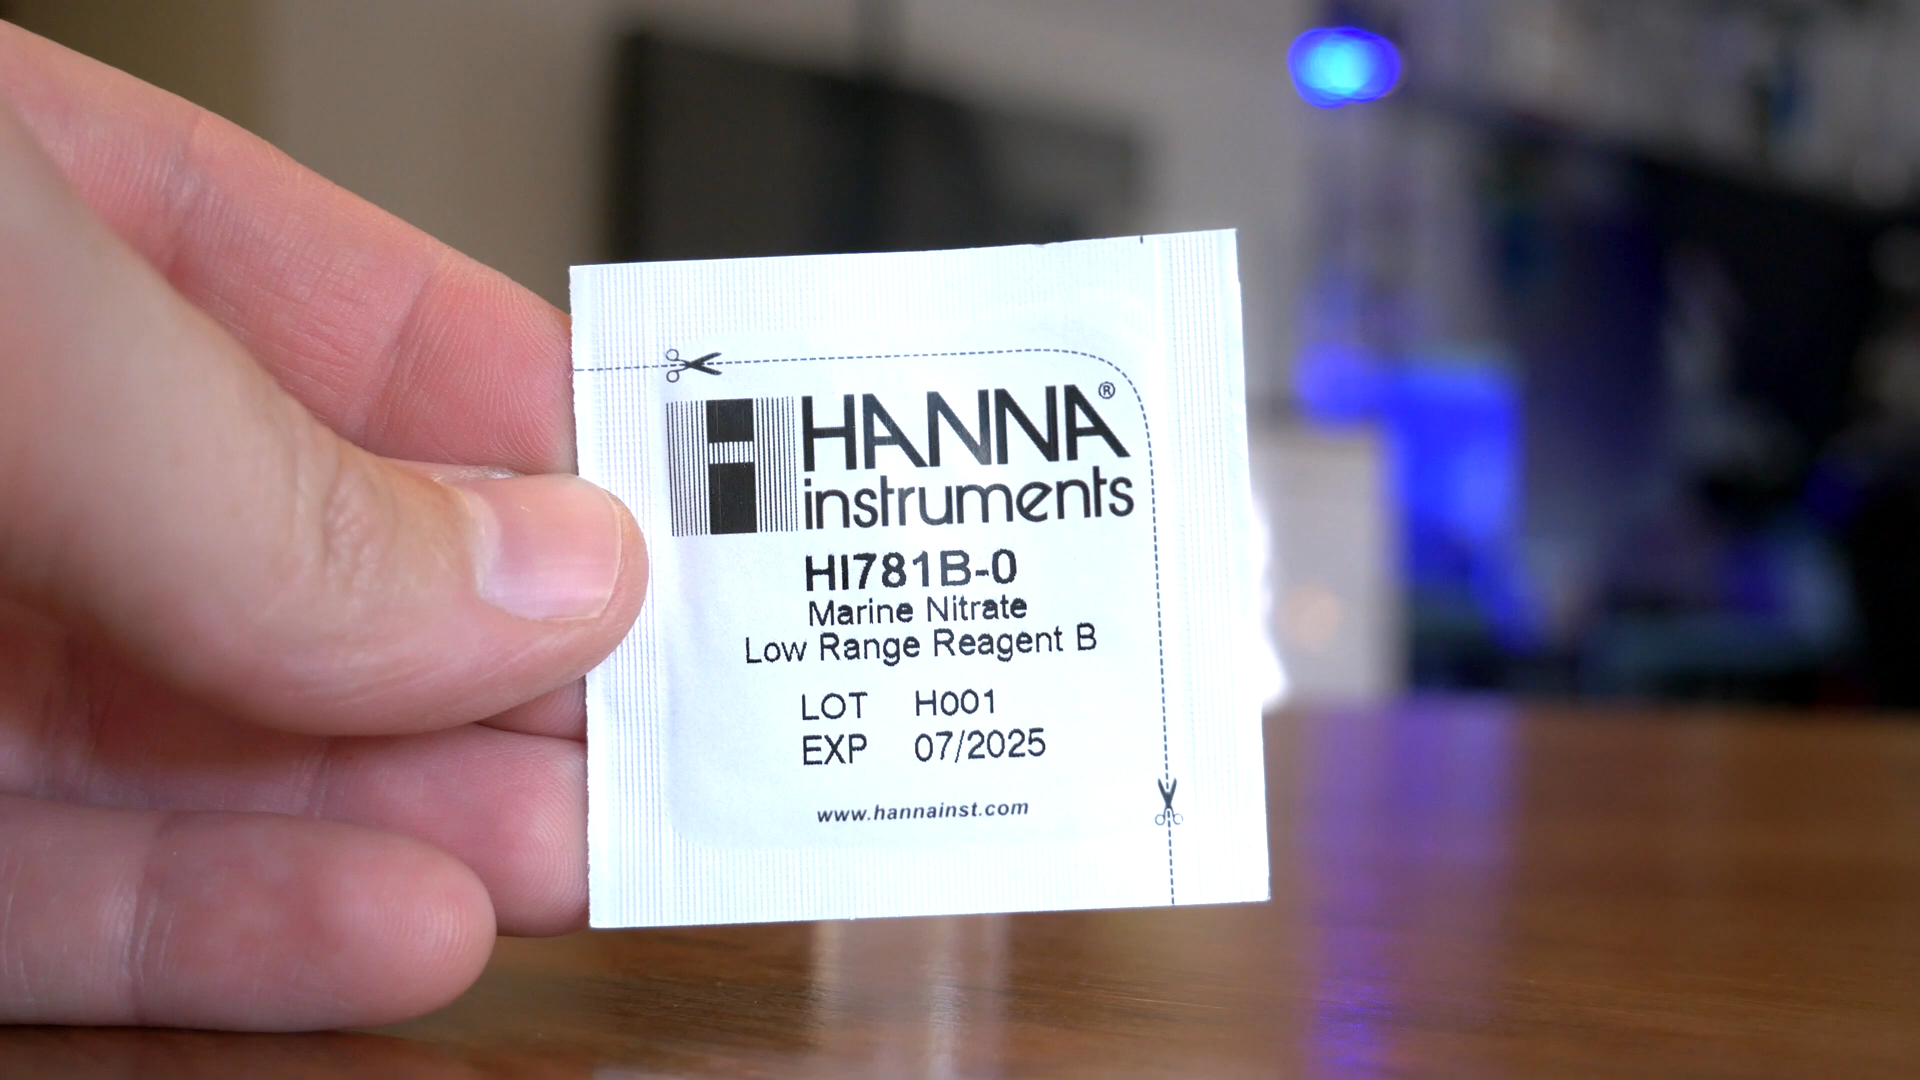 HANNA®
instruments
HI781B-0
Marine Nitrate
Low Range Reagent B
LOT H001
EXP 07/2025
www.hannainst.com